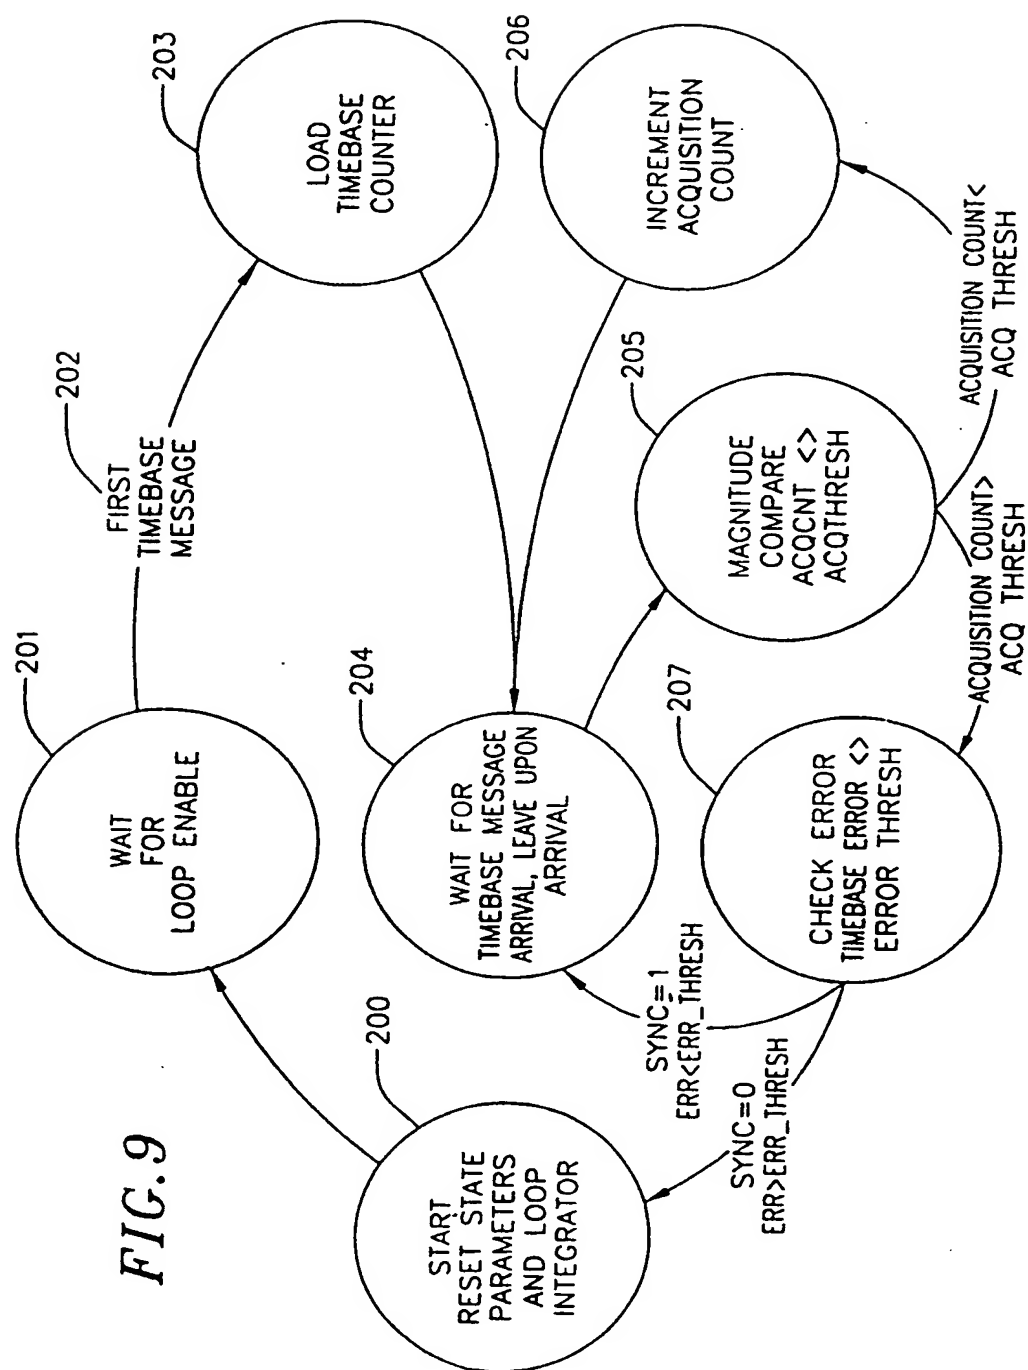 FIG.9
200
START
RESET STATE
PARAMETERS
AND LOOP
INTEGRATOR
201
WAIT
FOR
LOOP ENABLE
202
FIRST
TIMEBASE
MESSAGE
203
LOAD
TIMEBASE
COUNTER
204
WAIT FOR
TIMEBASE MESSAGE
ARRIVAL, LEAVE UPON
ARRIVAL
205
MAGNITUDE
COMPARE
ACQCNT <>
ACQTHRESH
206
INCREMENT
ACQUISITION
COUNT
ACQUISITION COUNT<
ACQ THRESH
ACQUISITION COUNT>
ACQ THRESH
207
CHECK ERROR
TIMEBASE ERROR <>
ERROR THRESH
SYNC=1
ERR<ERR_THRESH
SYNC=0
ERR>ERR_THRESH